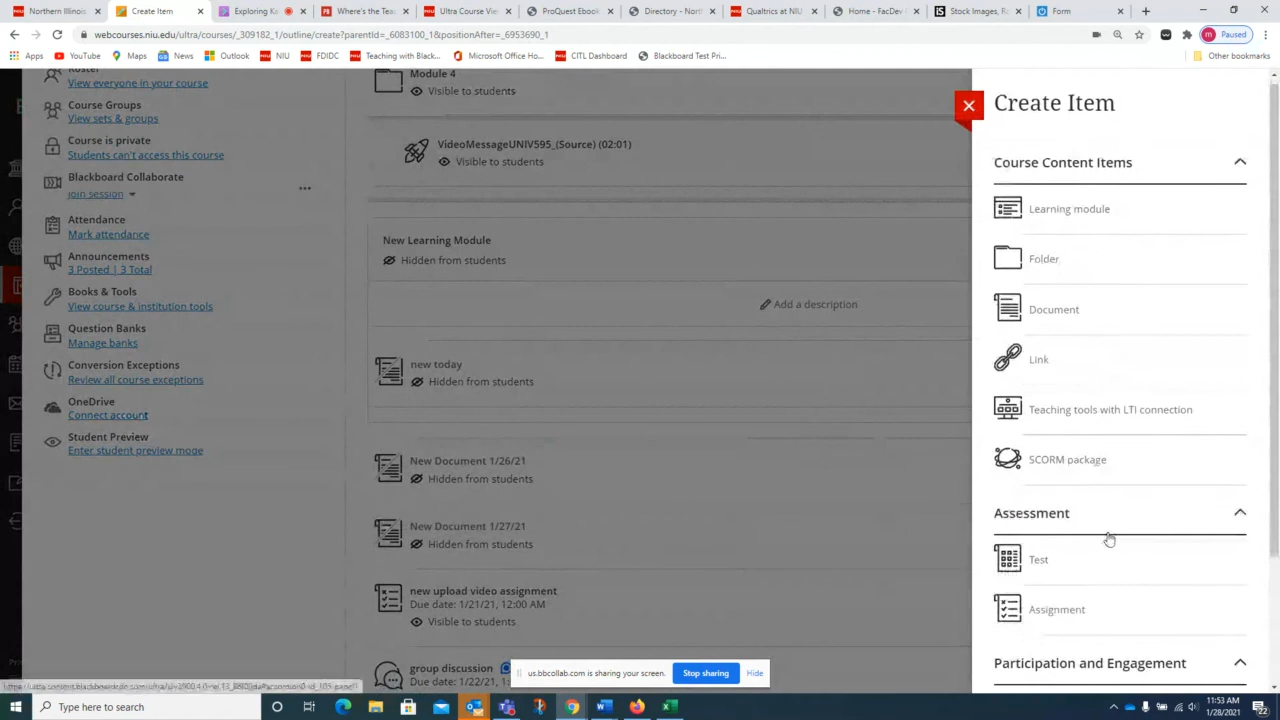 Northern Illinois
Create Item
Exploring Ka
Where's the Tea
Ultra Course View
ProQuest Ebook
Directory - North
Qualtrics at NIU
Home - FacDev C
Stock Images, Ro
Form
webcourses.niu.edu/ultra/courses/_309182_1/outline/create?parentId=_6083100_1&positionAfter=_6953690_1
Paused
Apps
YouTube
Maps
News
Outlook
NIU
FDIDC
Teaching with Black...
Microsoft Office Ho...
CITL Dashboard
Blackboard Test Pri...
Other bookmarks
Roster
View everyone in your course
Course Groups
View sets & groups
Course is private
Students can't access this course
Blackboard Collaborate
Join session
Attendance
Mark attendance
Announcements
3 Posted | 3 Total
Books & Tools
View course & institution tools
Question Banks
Manage banks
Conversion Exceptions
Review all course exceptions
OneDrive
Connect account
Student Preview
Enter student preview mode
Module 4
Visible to students
VideoMessageUNIV595_(Source) (02:01)
Visible to students
New Learning Module
Hidden from students
Add a description
new today
Hidden from students
New Document 1/26/21
Hidden from students
New Document 1/27/21
Hidden from students
new upload video assignment
Due date: 1/21/21, 12:00 AM
Visible to students
group discussion
Due date: 1/22/21,
us.bbcollab.com is sharing your screen.
Stop sharing
Hide
Create Item
Course Content Items
Learning module
Folder
Document
Link
Teaching tools with LTI connection
SCORM package
Assessment
Test
Assignment
Participation and Engagement
Type here to search
11:53 AM
1/28/2021
22